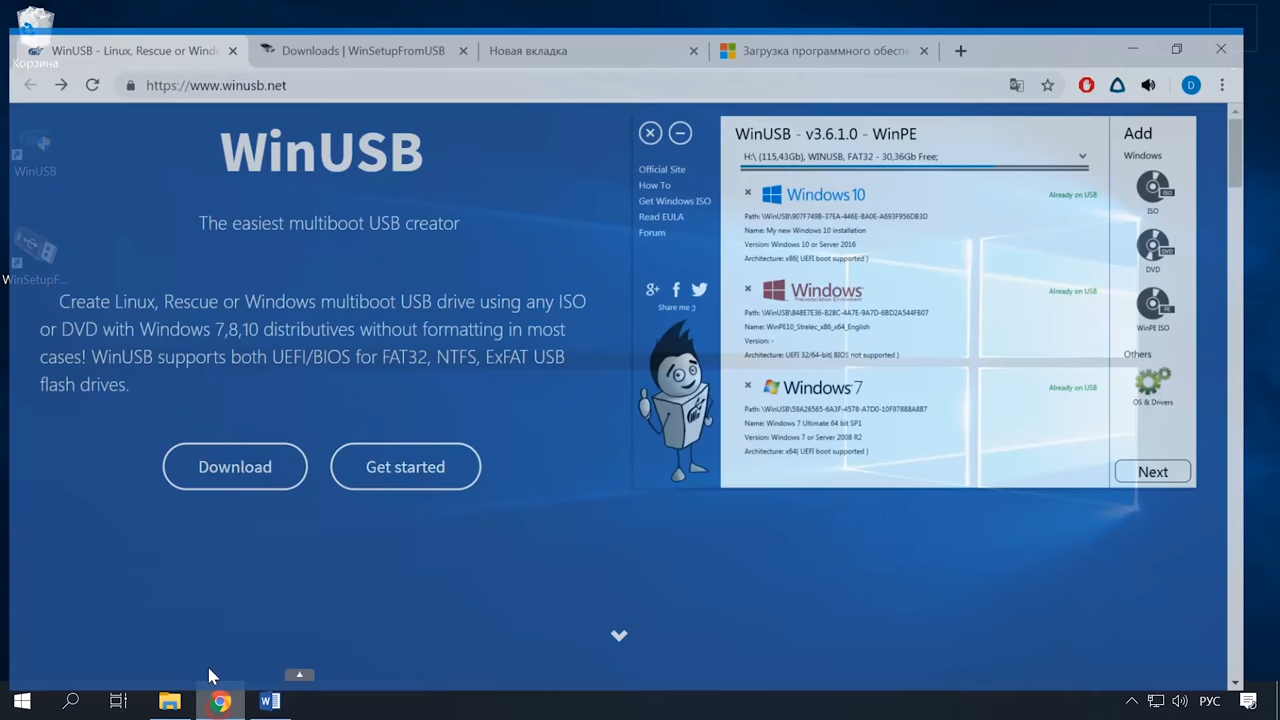 Корзина
WinUSB
WinSetupF...
WinUSB - Linux, Rescue or Windo
Downloads | WinSetupFromUSB
Новая вкладка
Загрузка программного обеспе
https://www.winusb.net
D
WinUSB
The easiest multiboot USB creator
Create Linux, Rescue or Windows multiboot USB drive using any ISO
or DVD with Windows 7,8,10 distributives without formatting in most
cases! WinUSB supports both UEFI/BIOS for FAT32, NTFS, ExFAT USB
flash drives.
Download
Get started
Official Site
How To
Get Windows ISO
Read EULA
Forum
Share me ;)
WinUSB - v3.6.1.0 - WinPE
H:\ (115,43Gb), WINUSB, FAT32 - 30,36Gb Free;
Windows 10
Already on USB
Path: \WinUSB\907F749B-37EA-446E-8A0E-A693F956DB3D
Name: My new Windows 10 installation
Version: Windows 10 or Server 2016
Architecture: x86( UEFI boot supported )
Windows
Already on USB
Path: \WinUSB\848E7E36-B28C-4A7E-9A7D-6BD2A544FB07
Name: WinPE10_Strelec_x86_x64_English
Version: -
Architecture: UEFI 32/64-bit( BIOS not supported )
Windows 7
Already on USB
Path: \WinUSB\59A26565-6A3F-4578-A7D0-10F97888A887
Name: Windows 7 Ultimate 64 bit SP1
Version: Windows 7 or Server 2008 R2
Architecture: x64( UEFI boot supported )
Add
Windows
ISO
DVD
WinPE ISO
Others
OS & Drivers
Next
РУС